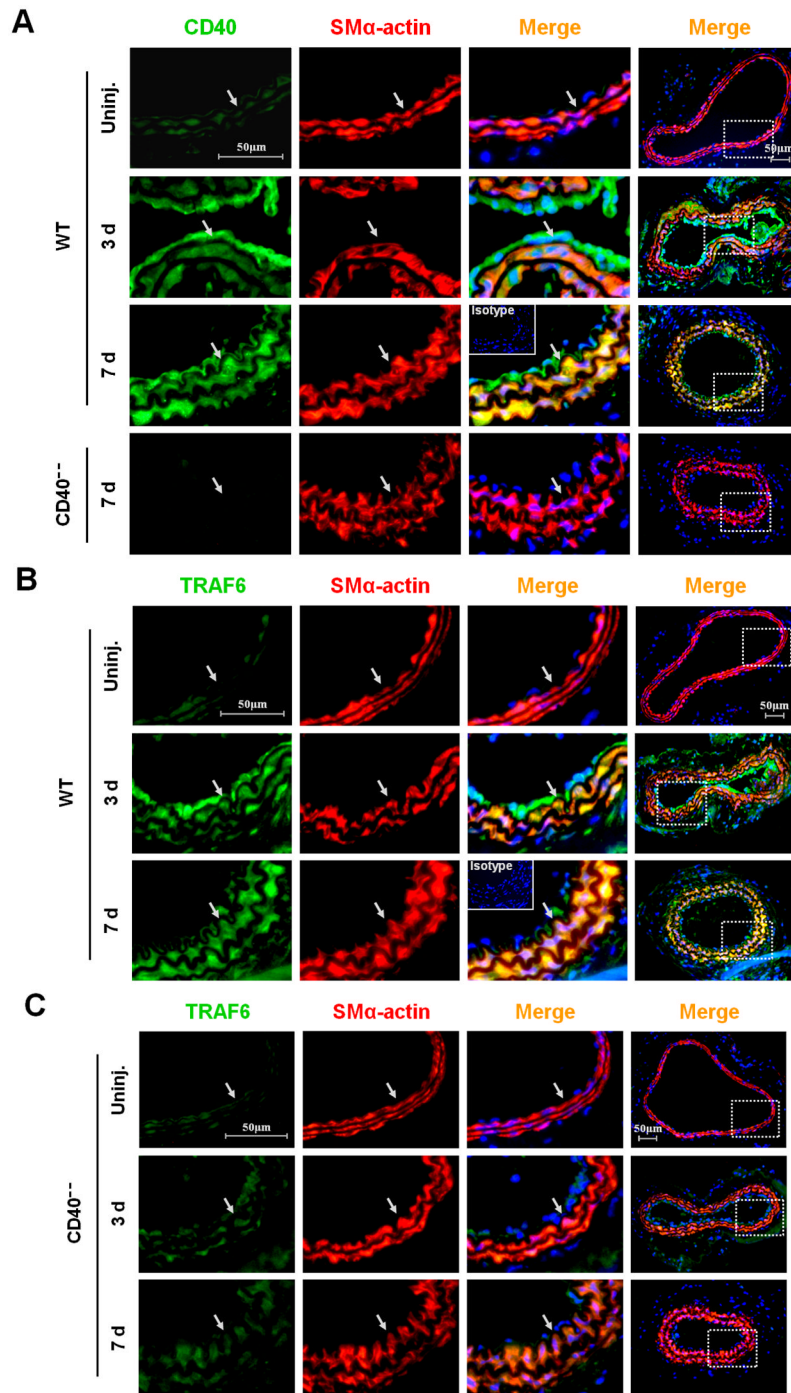 A
CD40 SMα-actin Merge Merge
WT
Uninj.
50μm
50μm
3 d
7 d
Isotype
CD40--
7 d
B
TRAF6 SMα-actin Merge Merge
WT
Uninj.
50μm
50μm
3 d
7 d
Isotype
C
TRAF6 SMα-actin Merge Merge
CD40--
Uninj.
50μm
50μm
3 d
7 d